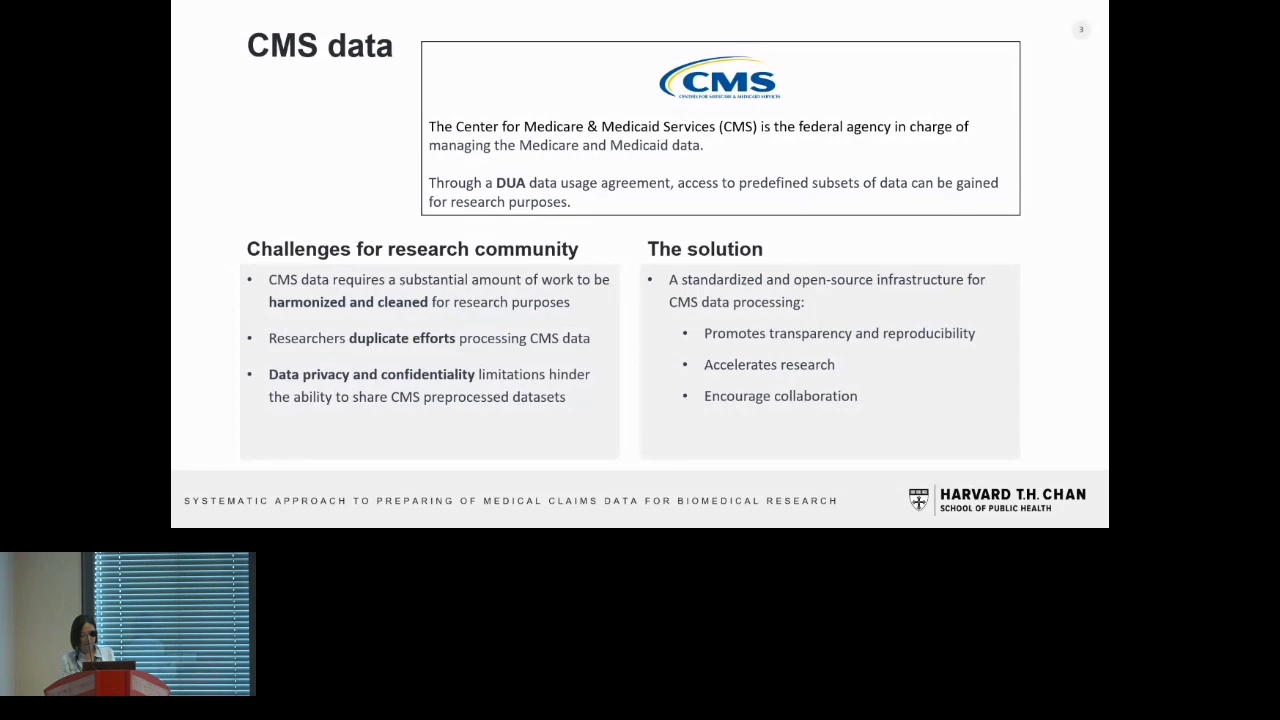 CMS data
3
CMS
CENTERS FOR MEDICARE & MEDICAID SERVICES
The Center for Medicare & Medicaid Services (CMS) is the federal agency in charge of
managing the Medicare and Medicaid data.
Through a DUA data usage agreement, access to predefined subsets of data can be gained
for research purposes.
Challenges for research community
• CMS data requires a substantial amount of work to be
harmonized and cleaned for research purposes
• Researchers duplicate efforts processing CMS data
• Data privacy and confidentiality limitations hinder
the ability to share CMS preprocessed datasets
The solution
• A standardized and open-source infrastructure for
CMS data processing:
• Promotes transparency and reproducibility
• Accelerates research
• Encourage collaboration
SYSTEMATIC APPROACH TO PREPARING OF MEDICAL CLAIMS DATA FOR BIOMEDICAL RESEARCH
HARVARD T.H. CHAN
SCHOOL OF PUBLIC HEALTH